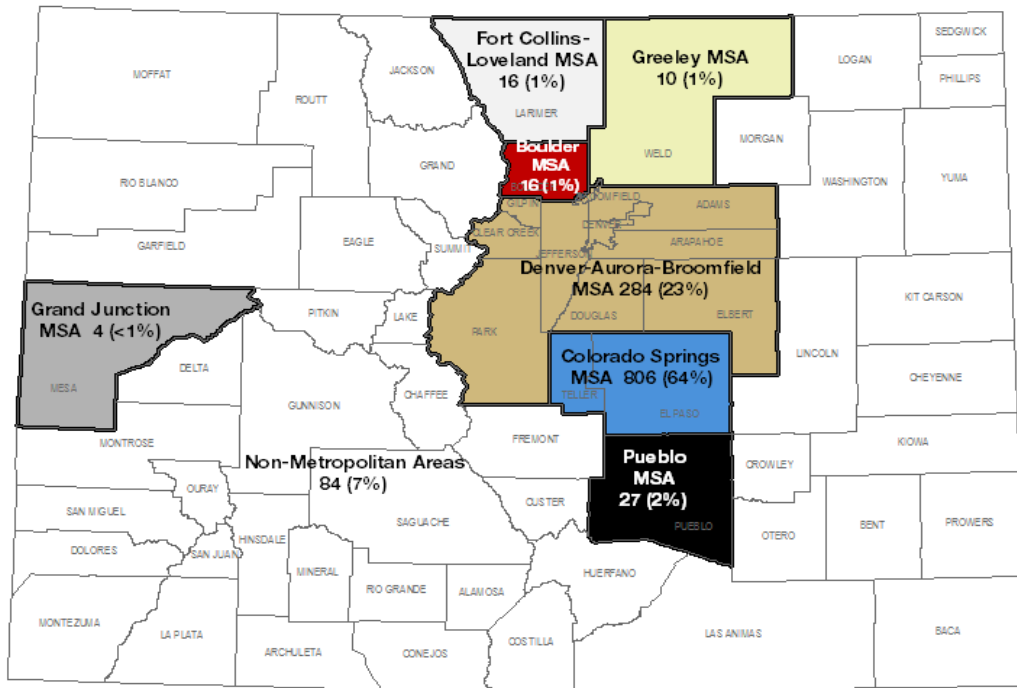 SEDGWICK
Fort Collins-
Loveland MSA
16 (1%)
LARIMER
Greeley MSA
10 (1%)
WELD
LOGAN
PHILLIPS
MOFFAT
JACKSON
ROUTT
MORGAN
Boulder
MSA
16 (1%)
GRAND
RIO BLANCO
WASHINGTON
YUMA
GILPIN
BROOMFIELD
ADAMS
DENVER
CLEAR CREEK
ARAPAHOE
JEFFERSON
GARFIELD
EAGLE
SUMMIT
Denver-Aurora-Broomfield
MSA 284 (23%)
DOUGLAS
ELBERT
PARK
KIT CARSON
Grand Junction
MSA 4 (<1%)
MESA
PITKIN
LAKE
DELTA
LINCOLN
Colorado Springs
MSA 806 (64%)
TELLER
EL PASO
CHEYENNE
GUNNISON
CHAFFEE
FREMONT
MONTROSE
KIOWA
Non-Metropolitan Areas
84 (7%)
Pueblo
MSA
27 (2%)
PUEBLO
CROWLEY
OURAY
CUSTER
SAN MIGUEL
SAGUACHE
BENT
PROWERS
OTERO
HINSDALE
DOLORES
SAN JUAN
MINERAL
HUERFANO
RIO GRANDE
ALAMOSA
MONTEZUMA
LA PLATA
ARCHULETA
CONEJOS
COSTILLA
LAS ANIMAS
BACA